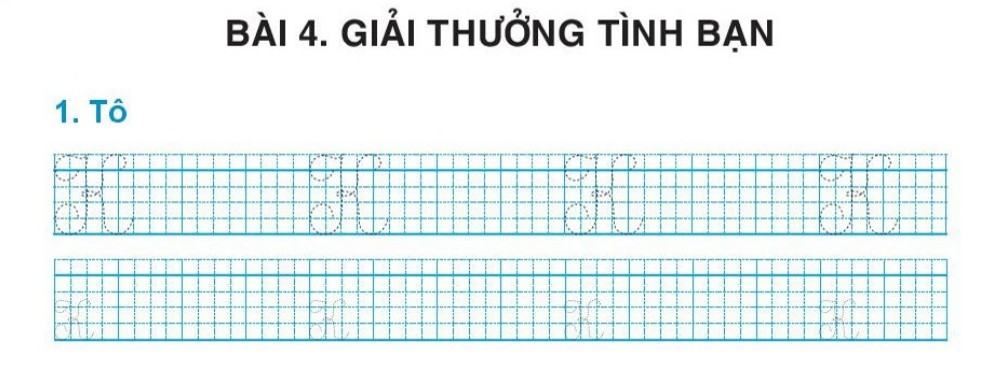 BÀI 4. GIẢI THƯỞNG TÌNH BẠN
1. Tô
K K K K
K K K K